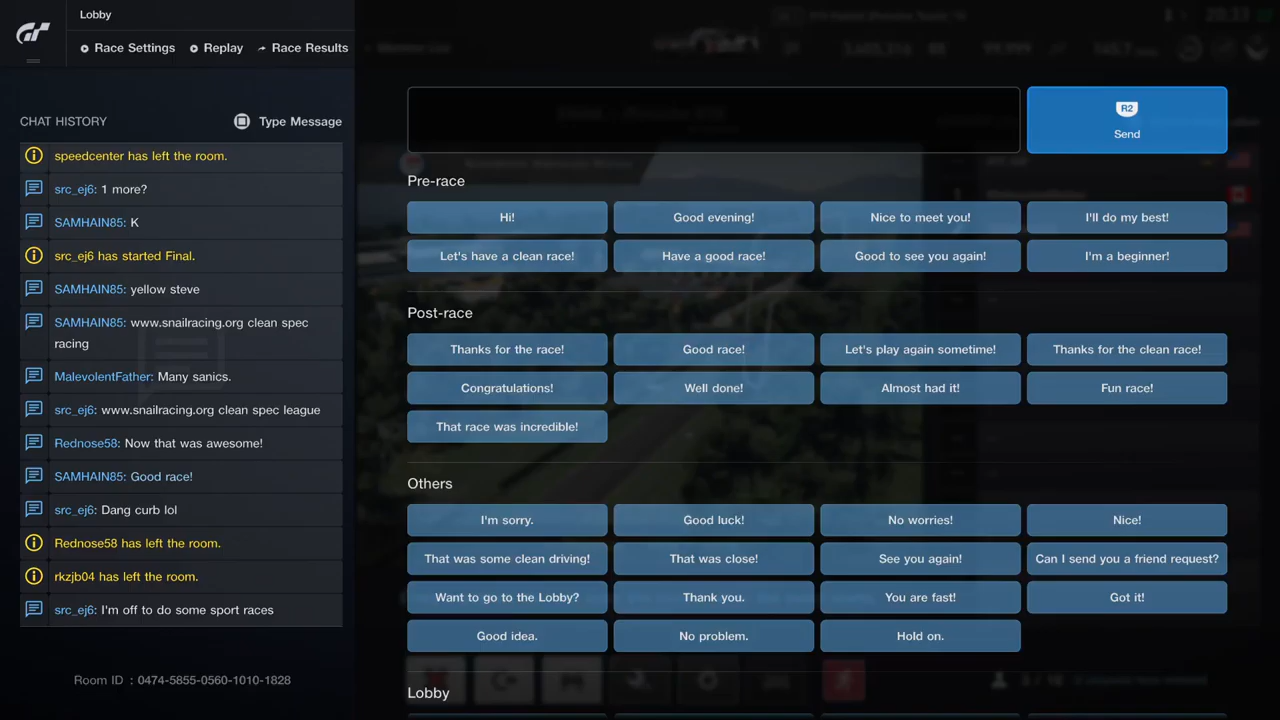 Lobby
Race Settings
Replay
Race Results
CHAT HISTORY
Type Message
speedcenter has left the room.
src_ej6: 1 more?
SAMHAIN85: K
src_ej6 has started Final.
SAMHAIN85: yellow steve
SAMHAIN85: www.snailracing.org clean spec
racing
MalevolentFather: Many sanics.
src_ej6: www.snailracing.org clean spec league
Rednose58: Now that was awesome!
SAMHAIN85: Good race!
src_ej6: Dang curb lol
Rednose58 has left the room.
rkzjb04 has left the room.
src_ej6: I'm off to do some sport races
Room ID : 0474-5855-0560-1010-1828
R2
Send
Pre-race
Hi!
Good evening!
Nice to meet you!
I'll do my best!
Let's have a clean race!
Have a good race!
Good to see you again!
I'm a beginner!
Post-race
Thanks for the race!
Good race!
Let's play again sometime!
Thanks for the clean race!
Congratulations!
Well done!
Almost had it!
Fun race!
That race was incredible!
Others
I'm sorry.
Good luck!
No worries!
Nice!
That was some clean driving!
That was close!
See you again!
Can I send you a friend request?
Want to go to the Lobby?
Thank you.
You are fast!
Got it!
Good idea.
No problem.
Hold on.
Lobby